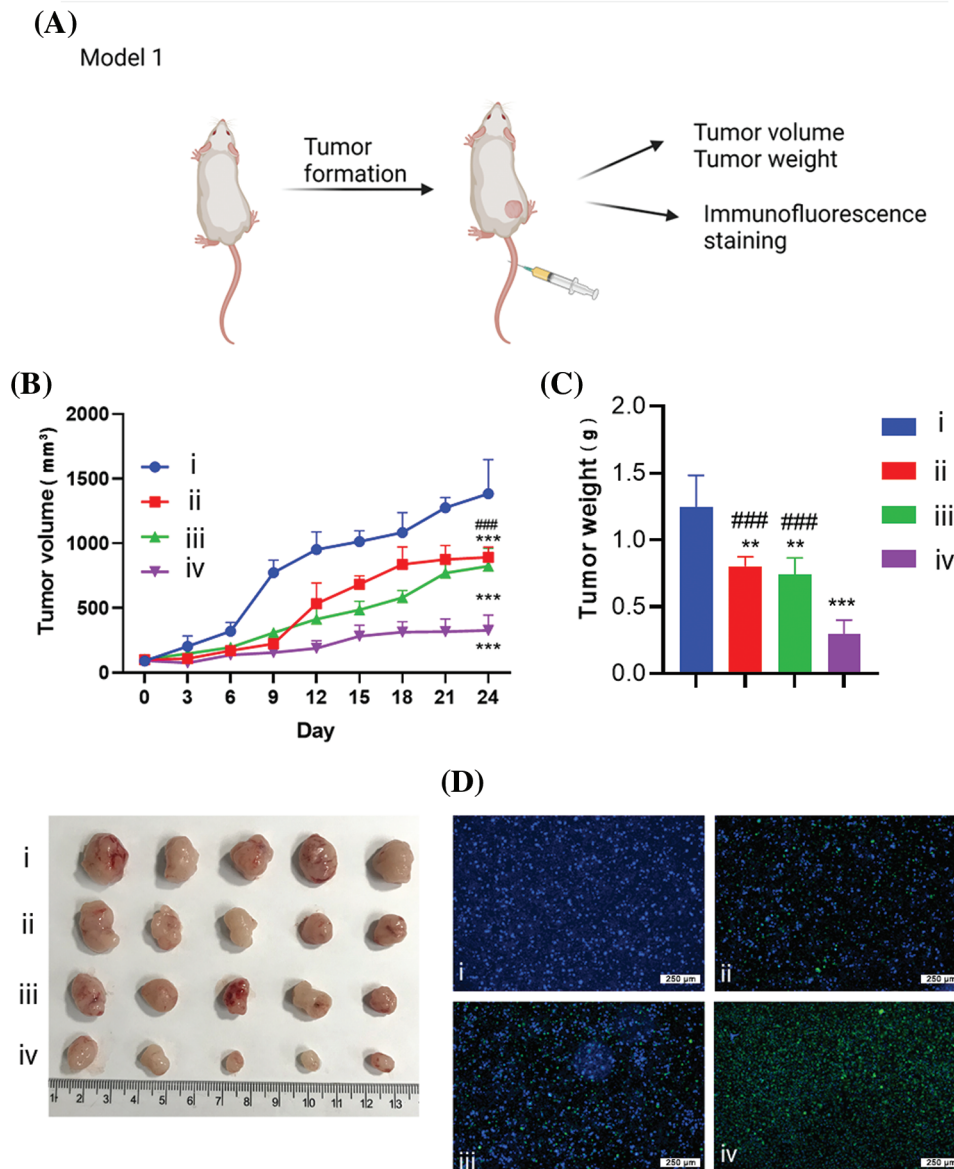 (A)
Model 1
Tumor
formation
Tumor volume
Tumor weight
Immunofluorescence
staining
(B)
Tumor volume ( mm³)
2000
1500
1000
500
0
i
ii
iii
iv
###
***
***
***
0 3 6 9 12 15 18 21 24
Day
(C)
Tumor weight ( g )
2.0
1.5
1.0
0.5
0.0
### ###
** **
***
i
ii
iii
iv
i
ii
iii
iv
1 2 3 4 5 6 7 8 9 10 11 12 13
(D)
i
250 µm
ii
250 µm
iii
250 µm
iv
250 µm